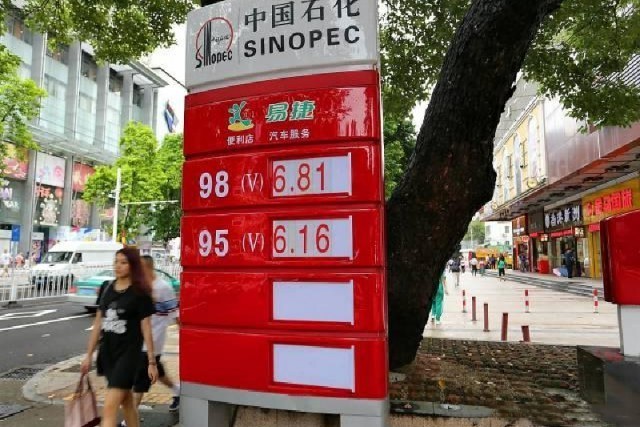 中国石化
SINOPEC
SINOPEC
易捷
便利店 汽车服务
98 (V) 6.81
95 (V) 6.16